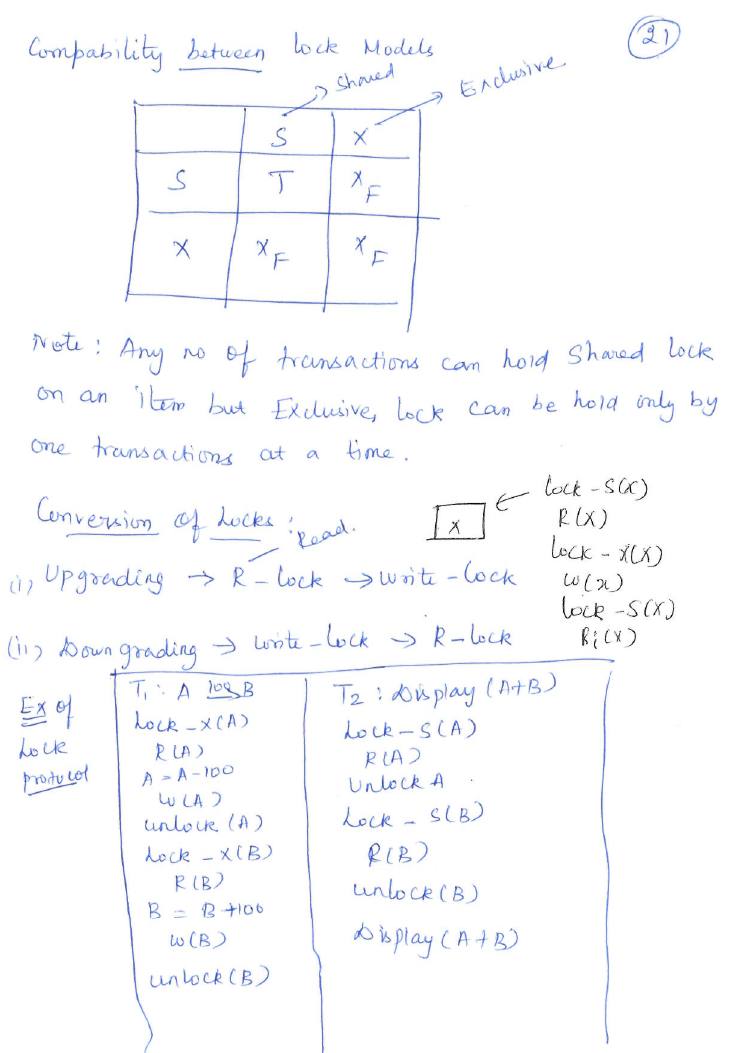 21
Compability between Lock Models
Shared
Exclusive
S X
S T X F
X X F X F
Note: Any no of transactions can hold Shared Lock
on an item but Exclusive, Lock can be hold only by
one transactions at a time.
Conversion of Locks :
Read.
(i) Upgrading → R-lock → write-lock
(ii) Down grading → write-lock → R-lock
X
lock-S(X)
R(X)
lock-X(X)
W(x)
lock-S(X)
Ri(X)
Ex of
Lock
protocol
T1: A 100 B
Lock-X(A)
R(A)
A = A-100
W(A)
unlock (A)
Lock-X(B)
R(B)
B = B+100
W(B)
unlock(B)
T2: Display (A+B)
Lock-S(A)
R(A)
Unlock A
Lock-S(B)
R(B)
unlock(B)
Display (A+B)